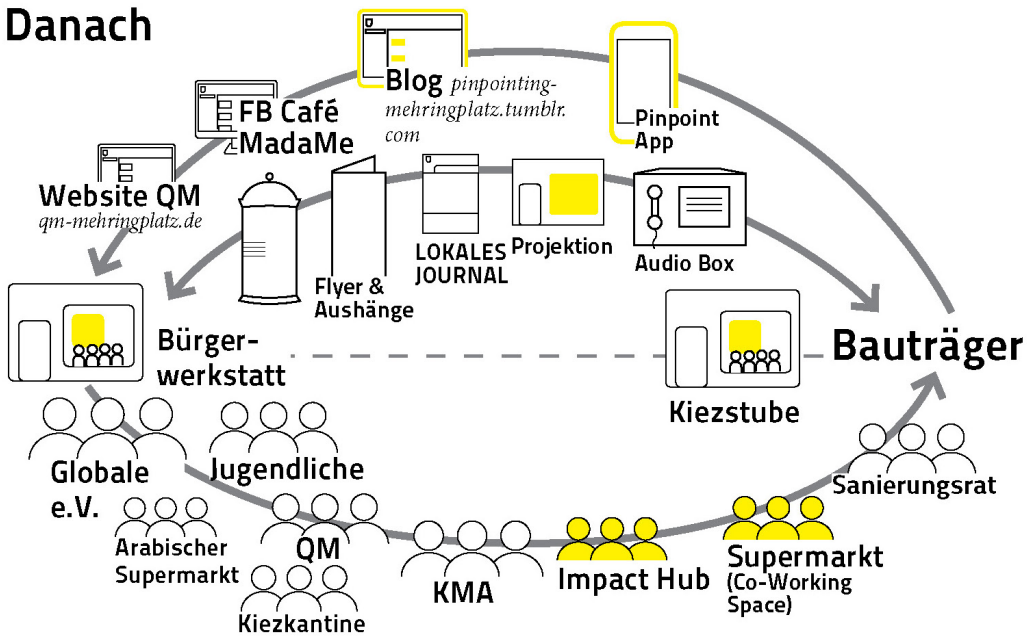 Danach
Blog pinpointing-
mehringplatz.tumblr.
com
Pinpoint
App
FB Café
MadaMe
Website QM
qm-mehringplatz.de
Flyer &
Aushänge
LOKALES
JOURNAL
Projektion
Audio Box
Bürger-
werkstatt
Kiezstube
Bauträger
Globale
e.V.
Jugendliche
Arabischer
Supermarkt
QM
Kiezkantine
KMA
Impact Hub
Supermarkt
(Co-Working
Space)
Sanierungsrat